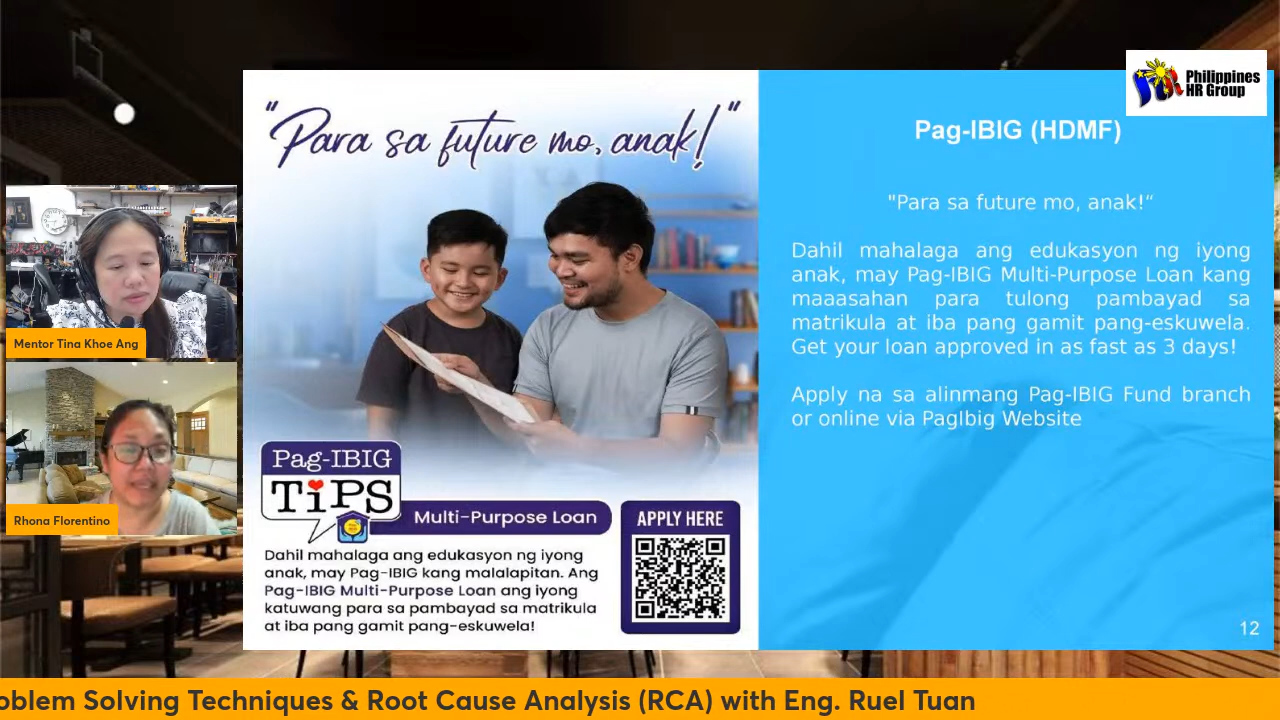 Philippines
HR Group
"Para sa future mo, anak!"
Pag-IBIG
TiPS
Multi-Purpose Loan
Dahil mahalaga ang edukasyon ng iyong
anak, may Pag-IBIG kang malalapitan. Ang
Pag-IBIG Multi-Purpose Loan ang iyong
katuwang para sa pambayad sa matrikula
at iba pang gamit pang-eskuwela!
APPLY HERE
Pag-IBIG (HDMF)
"Para sa future mo, anak!“
Dahil mahalaga ang edukasyon ng iyong
anak, may Pag-IBIG Multi-Purpose Loan kang
maaasahan para tulong pambayad sa
matrikula at iba pang gamit pang-eskuwela.
Get your loan approved in as fast as 3 days!
Apply na sa alinmang Pag-IBIG Fund branch
or online via PagIbig Website
12
Mentor Tina Khoe Ang
Rhona Florentino
oblem Solving Techniques & Root Cause Analysis (RCA) with Eng. Ruel Tuan